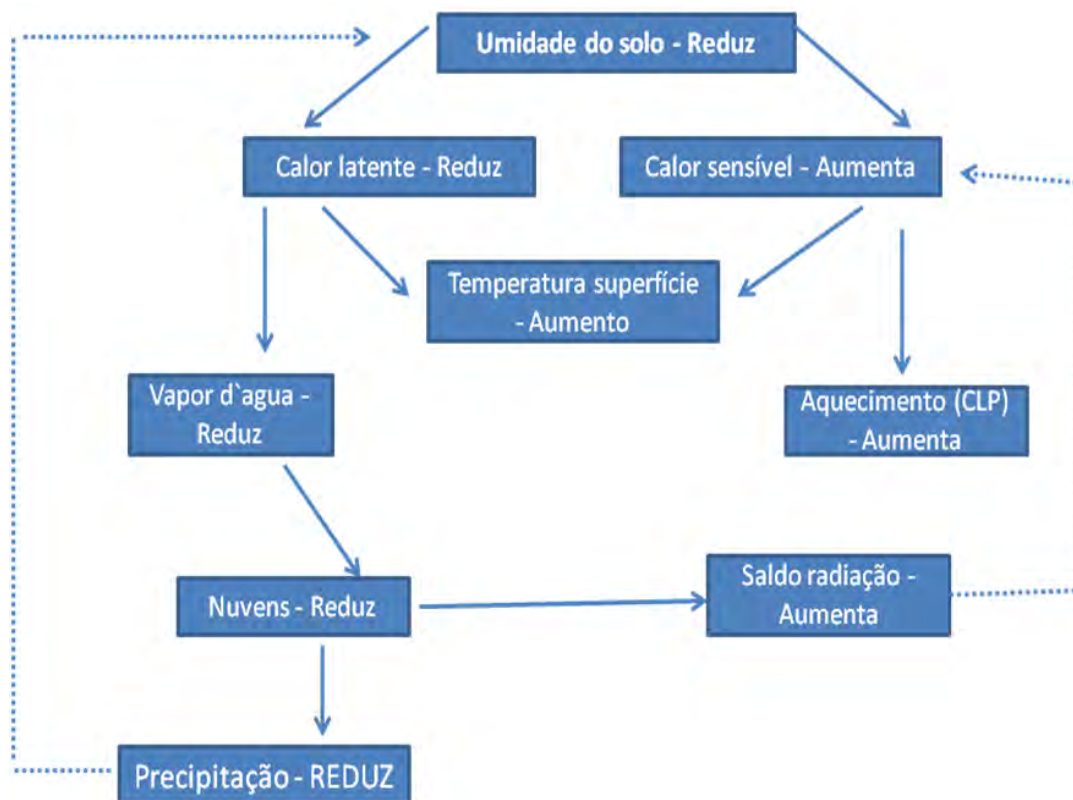 Umidade do solo - Reduz
Calor latente - Reduz
Calor sensível - Aumenta
Temperatura superfície
- Aumento
Vapor d`agua -
Reduz
Aquecimento (CLP)
- Aumenta
Nuvens - Reduz
Saldo radiação -
Aumenta
Precipitação - REDUZ